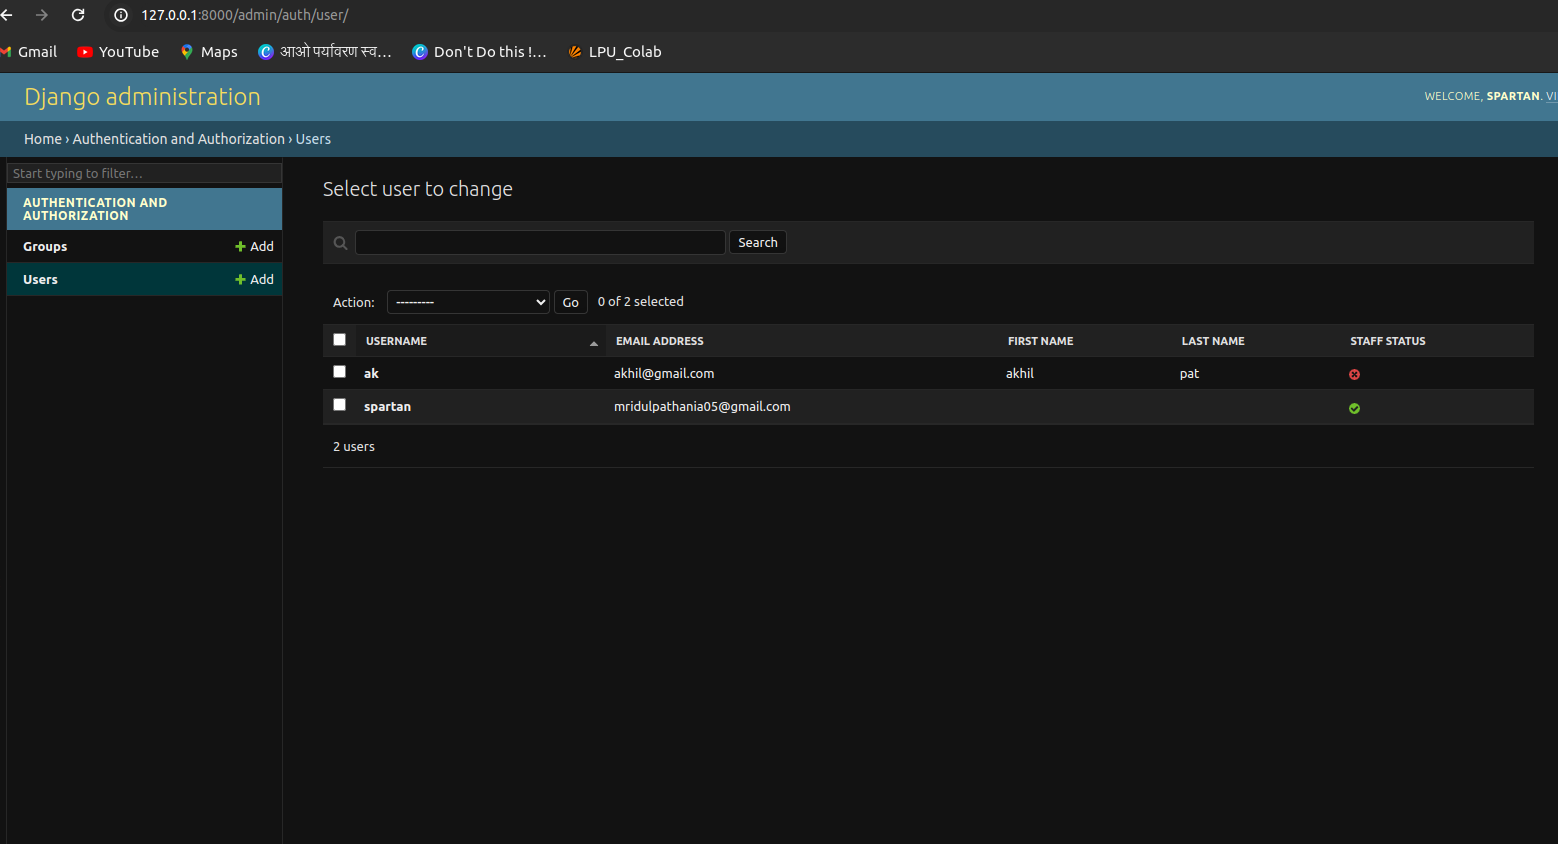 127.0.0.1:8000/admin/auth/user/
Gmail YouTube Maps आओ पर्यावरण स्व... Don't Do this !... LPU_Colab
Django administration
WELCOME, SPARTAN. VI
Home › Authentication and Authorization › Users
Start typing to filter...
AUTHENTICATION AND
AUTHORIZATION
Groups + Add
Users + Add
Select user to change
Search
Action: --------- Go 0 of 2 selected
USERNAME EMAIL ADDRESS FIRST NAME LAST NAME STAFF STATUS
ak akhil@gmail.com akhil pat
spartan mridulpathania05@gmail.com
2 users